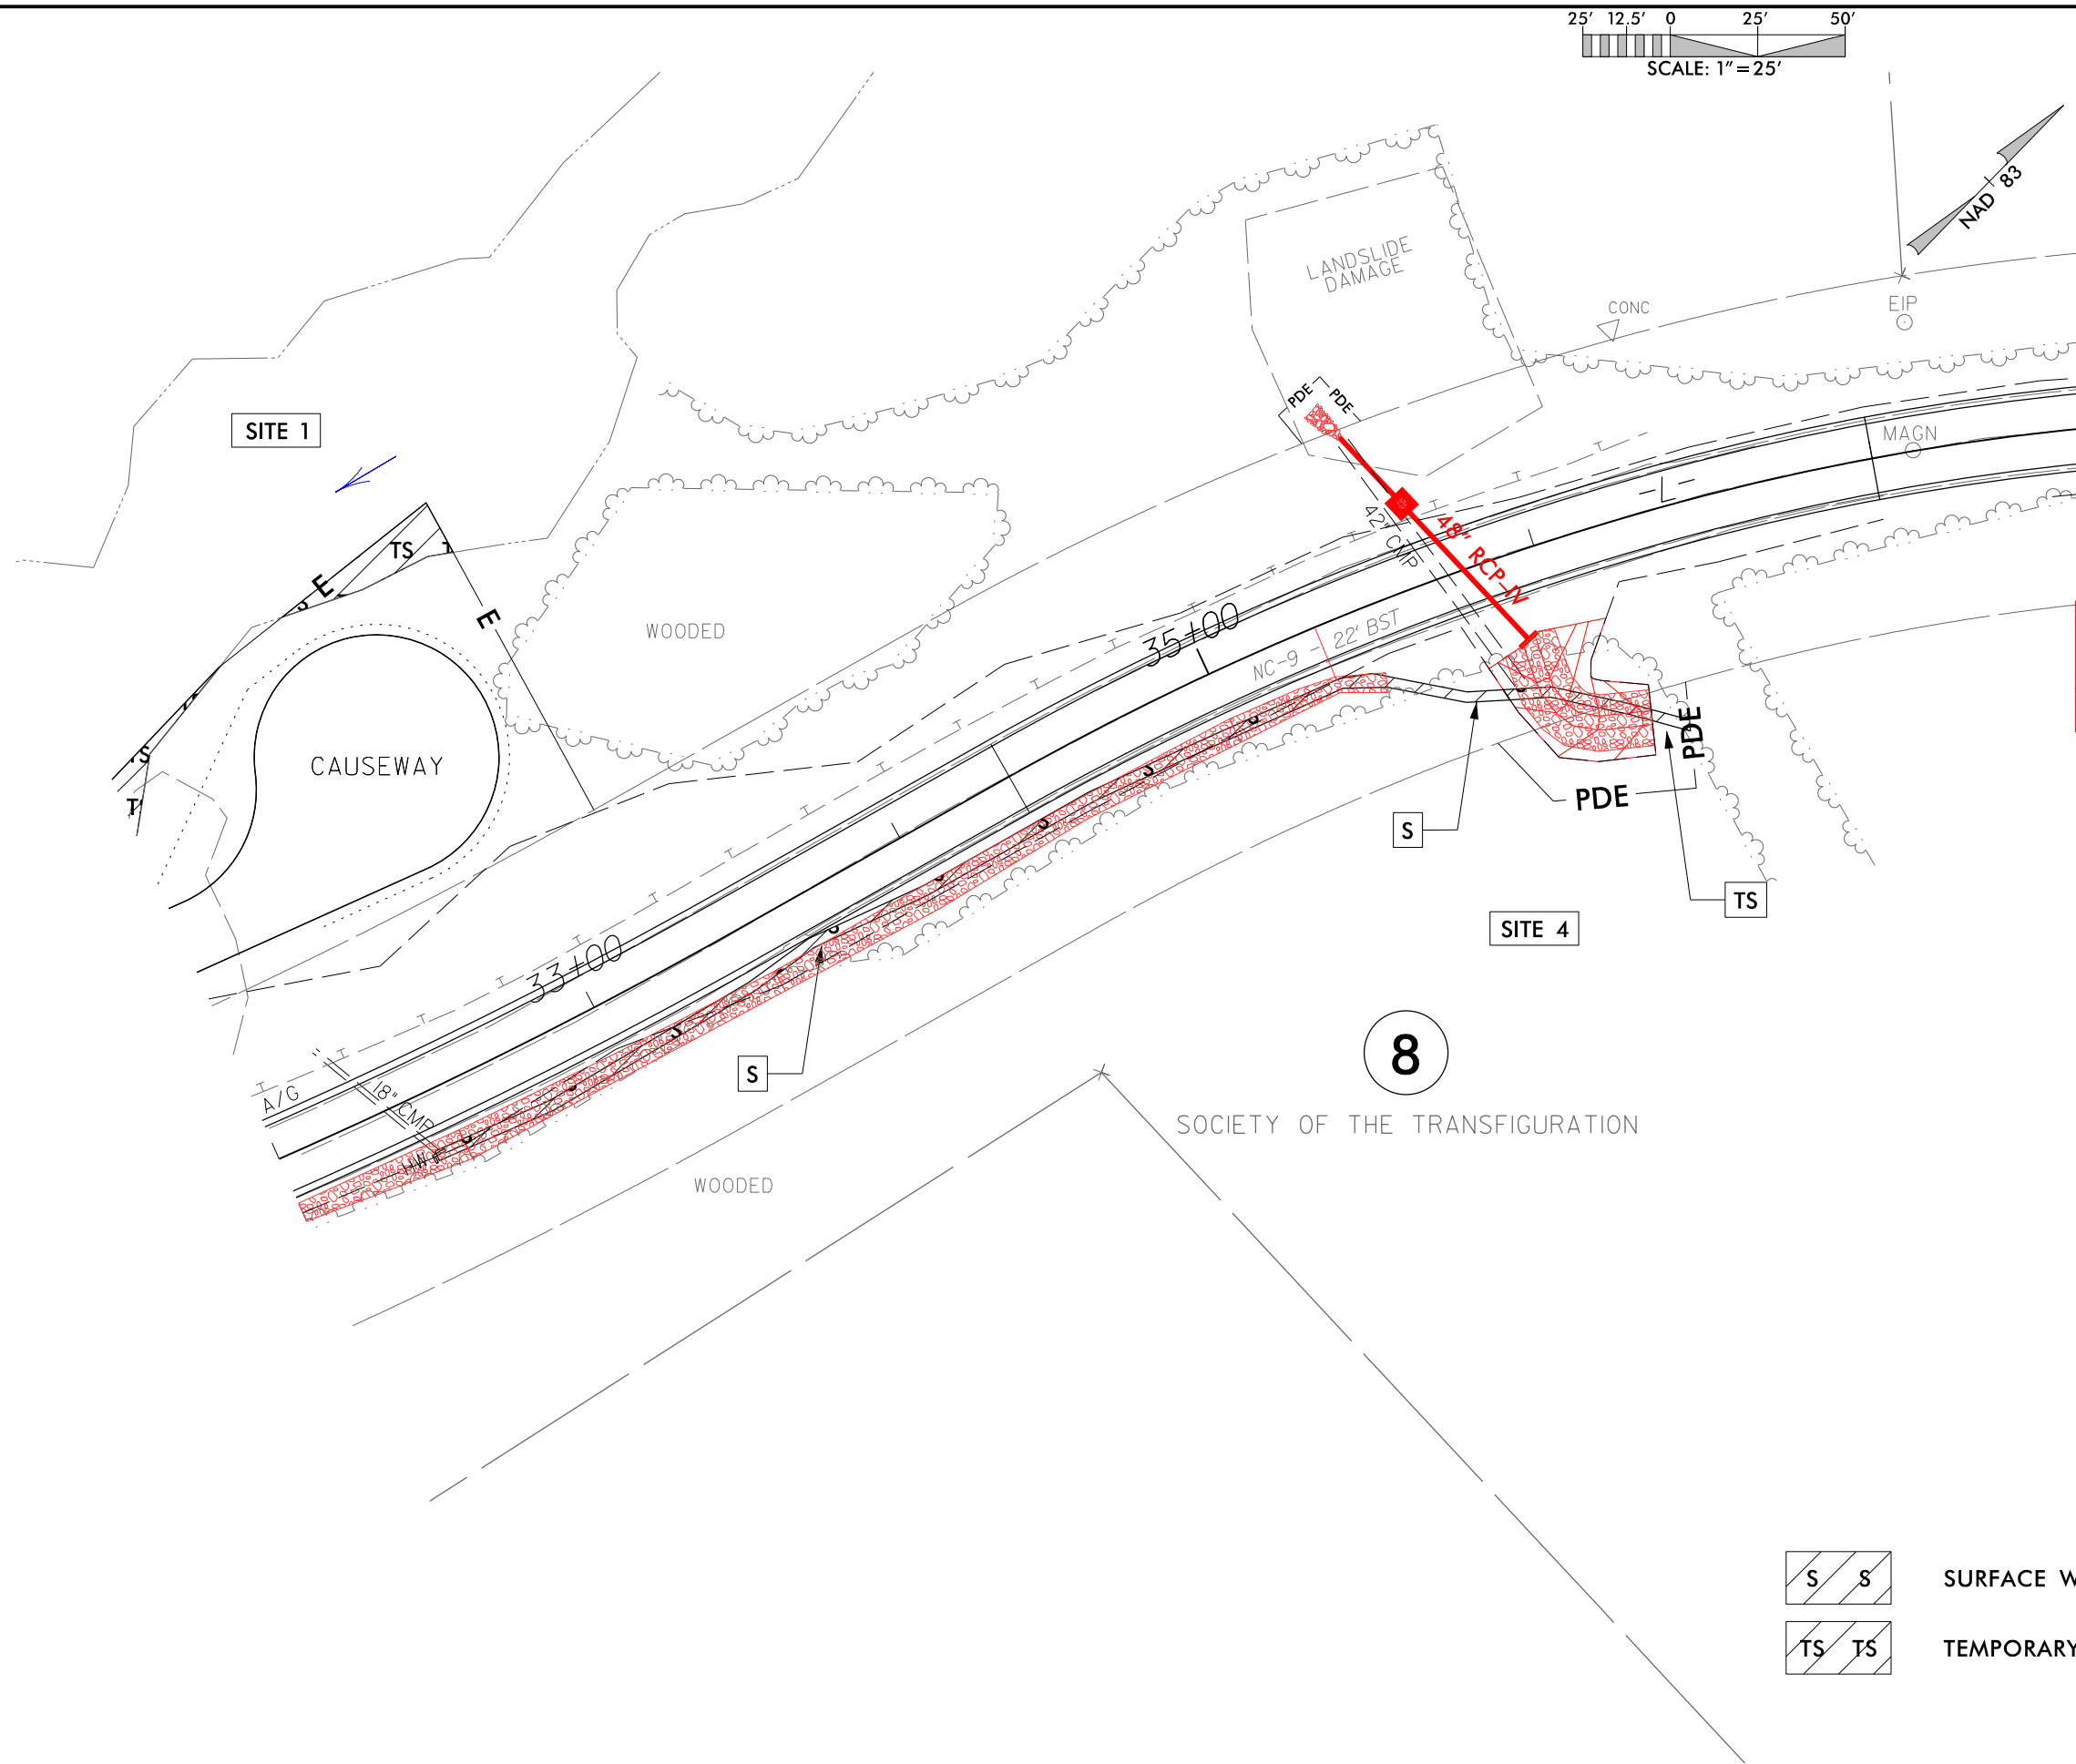 25' 12.5' 0 25' 50'
SCALE: 1"=25'
NAD 83
LANDSLIDE
DAMAGE
CONC
EIP
SITE 1
PDE
PDE
MAGN
TS
E
E
42" CMP
48" RCP-IV
WOODED
35+00
NC-9 - 22' BST
CAUSEWAY
PDE
PDE
S
TS
SITE 4
33+00
S
8
SOCIETY OF THE TRANSFIGURATION
A/G
18" CMP
HW
WOODED
S S SURFACE W
TS TS TEMPORARY